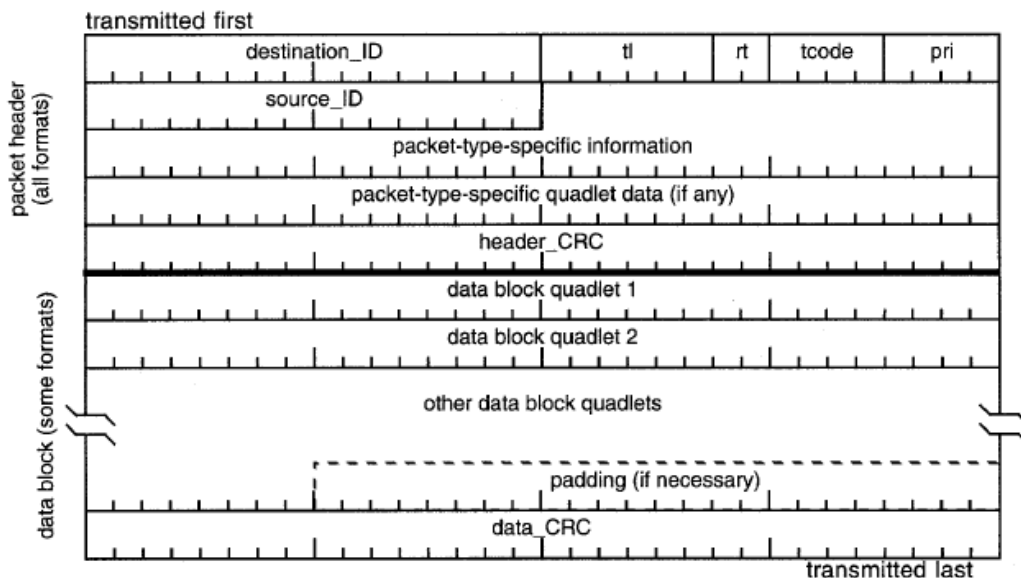 transmitted first
destination_ID tl rt tcode pri
source_ID
packet-type-specific information
packet-type-specific quadlet data (if any)
header_CRC
packet header
(all formats)
data block quadlet 1
data block quadlet 2
other data block quadlets
padding (if necessary)
data_CRC
data block (some formats)
transmitted last